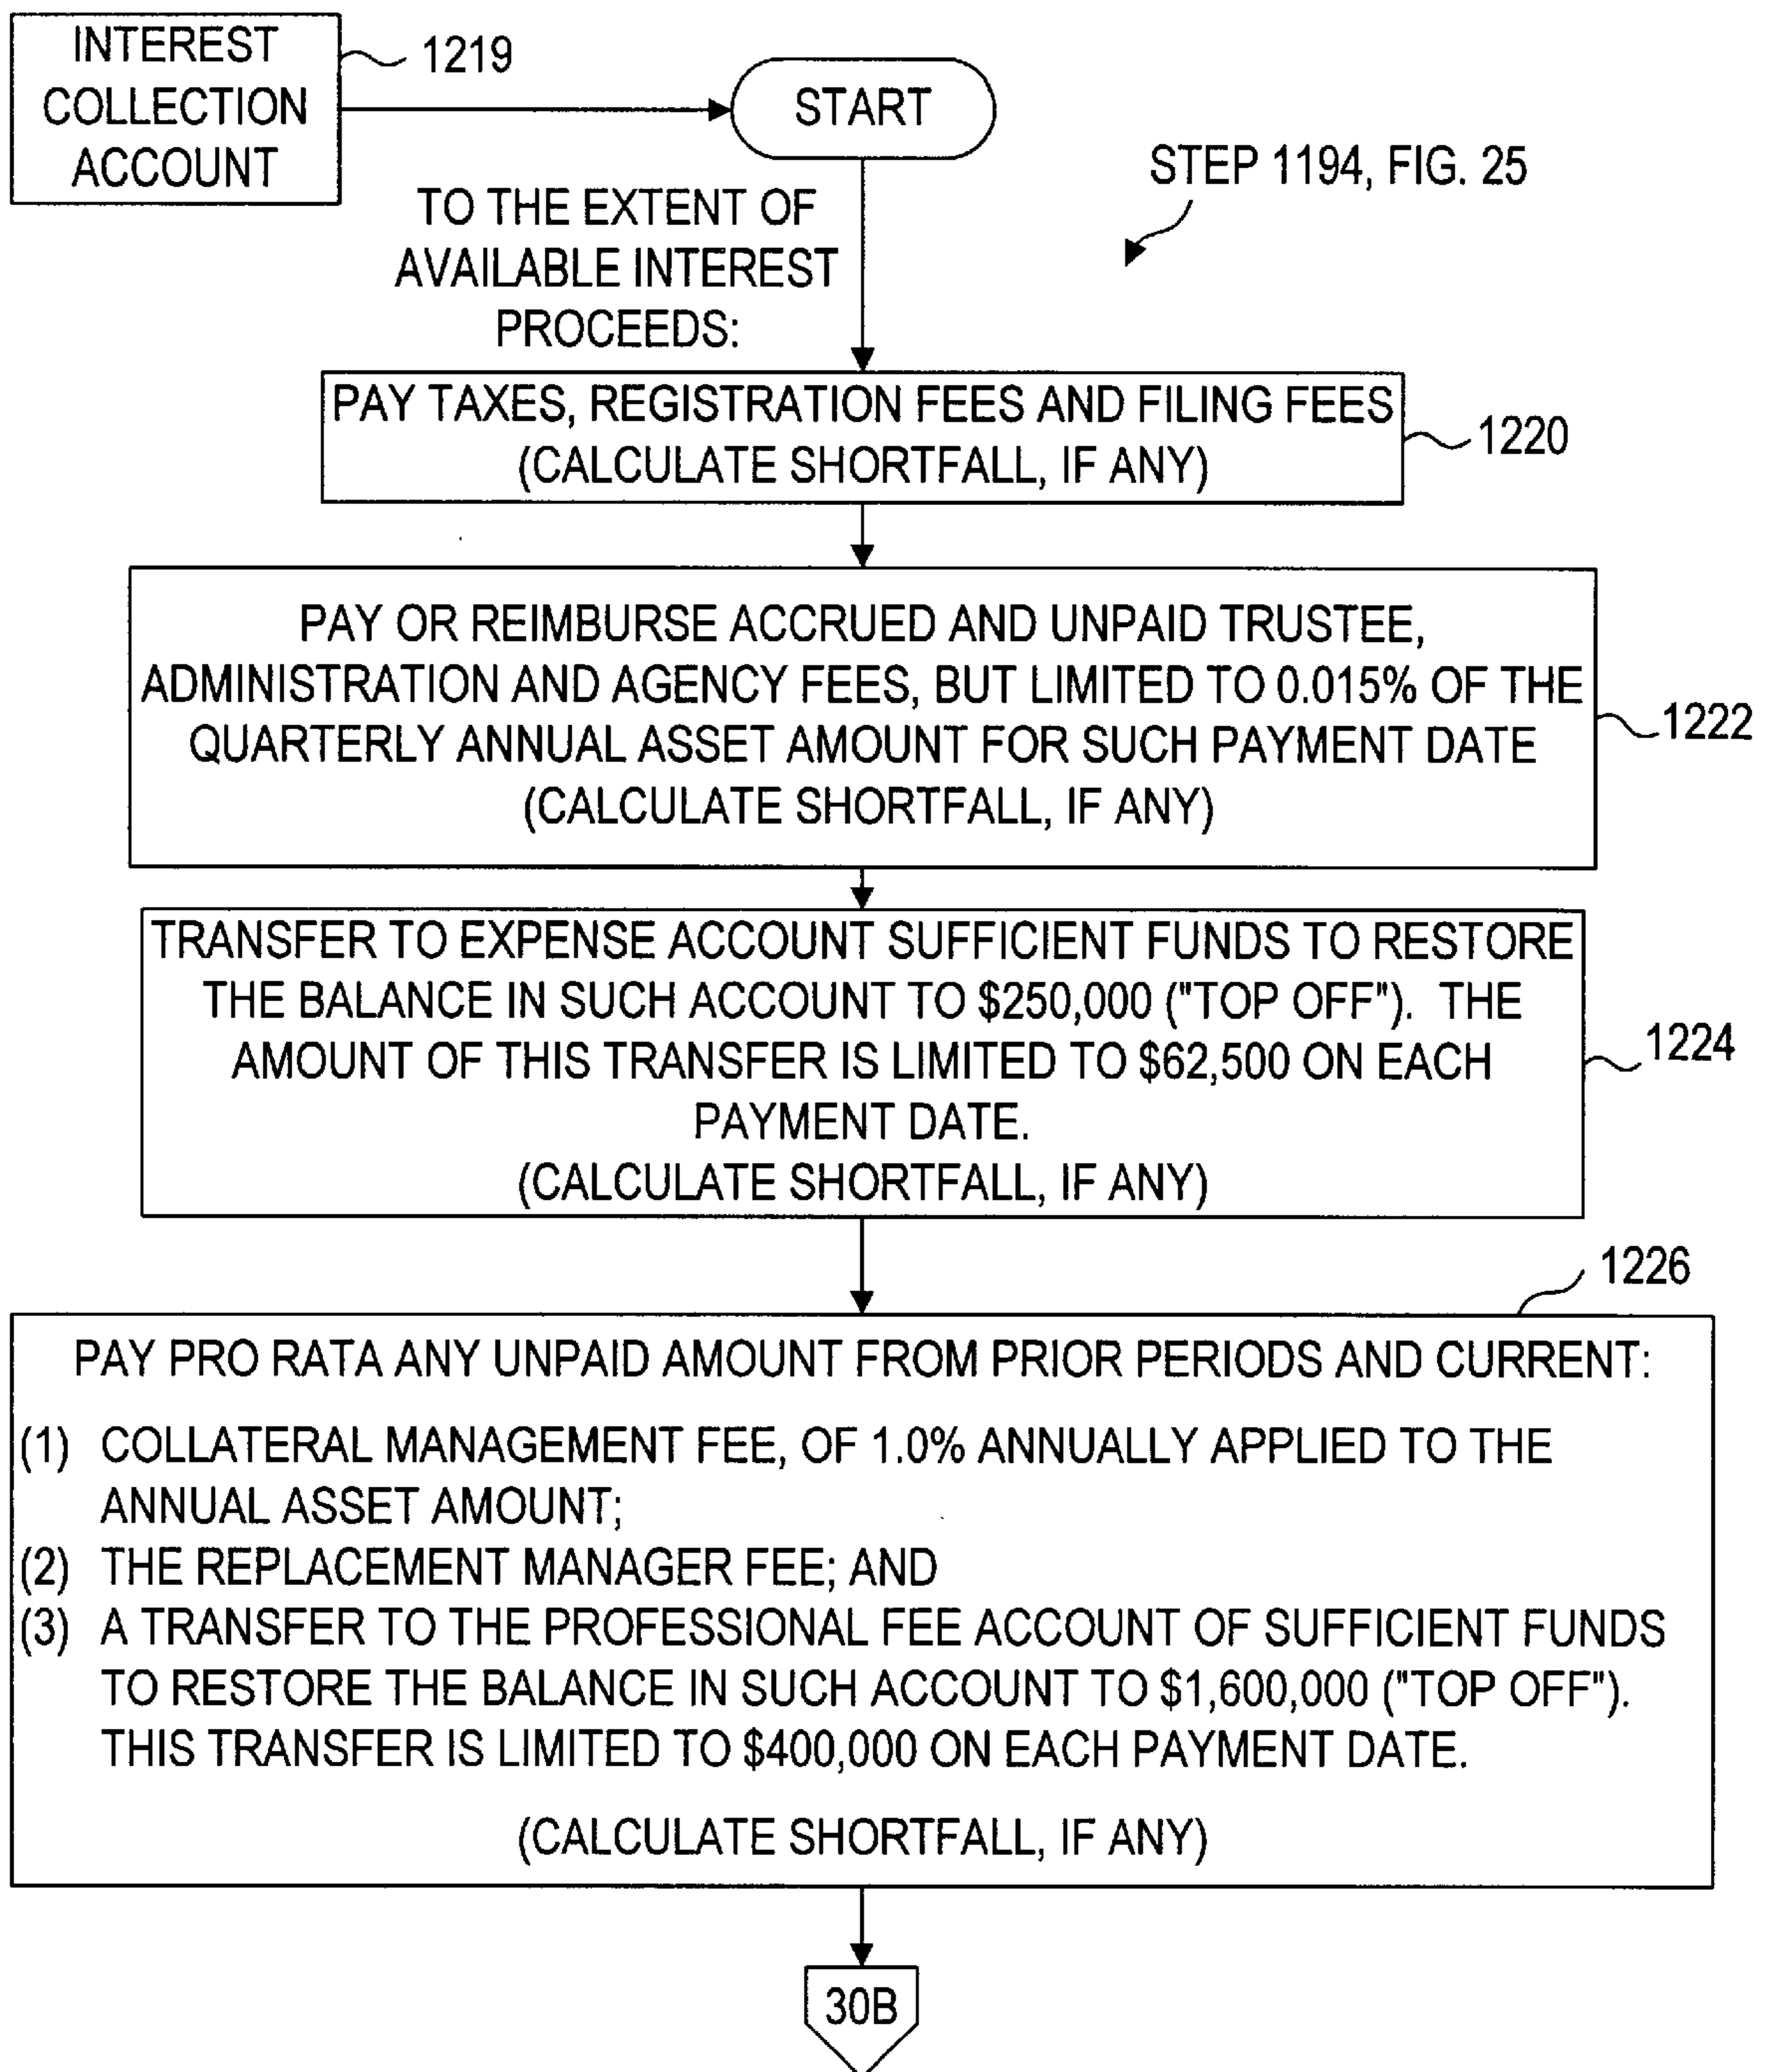 INTEREST
COLLECTION
ACCOUNT
1219
START
STEP 1194, FIG. 25
TO THE EXTENT OF
AVAILABLE INTEREST
PROCEEDS:
PAY TAXES, REGISTRATION FEES AND FILING FEES
(CALCULATE SHORTFALL, IF ANY)
1220
PAY OR REIMBURSE ACCRUED AND UNPAID TRUSTEE,
ADMINISTRATION AND AGENCY FEES, BUT LIMITED TO 0.015% OF THE
QUARTERLY ANNUAL ASSET AMOUNT FOR SUCH PAYMENT DATE
(CALCULATE SHORTFALL, IF ANY)
1222
TRANSFER TO EXPENSE ACCOUNT SUFFICIENT FUNDS TO RESTORE
THE BALANCE IN SUCH ACCOUNT TO $250,000 ("TOP OFF"). THE
AMOUNT OF THIS TRANSFER IS LIMITED TO $62,500 ON EACH
PAYMENT DATE.
(CALCULATE SHORTFALL, IF ANY)
1224
1226
PAY PRO RATA ANY UNPAID AMOUNT FROM PRIOR PERIODS AND CURRENT:
(1) COLLATERAL MANAGEMENT FEE, OF 1.0% ANNUALLY APPLIED TO THE
ANNUAL ASSET AMOUNT;
(2) THE REPLACEMENT MANAGER FEE; AND
(3) A TRANSFER TO THE PROFESSIONAL FEE ACCOUNT OF SUFFICIENT FUNDS
TO RESTORE THE BALANCE IN SUCH ACCOUNT TO $1,600,000 ("TOP OFF").
THIS TRANSFER IS LIMITED TO $400,000 ON EACH PAYMENT DATE.
(CALCULATE SHORTFALL, IF ANY)
30B